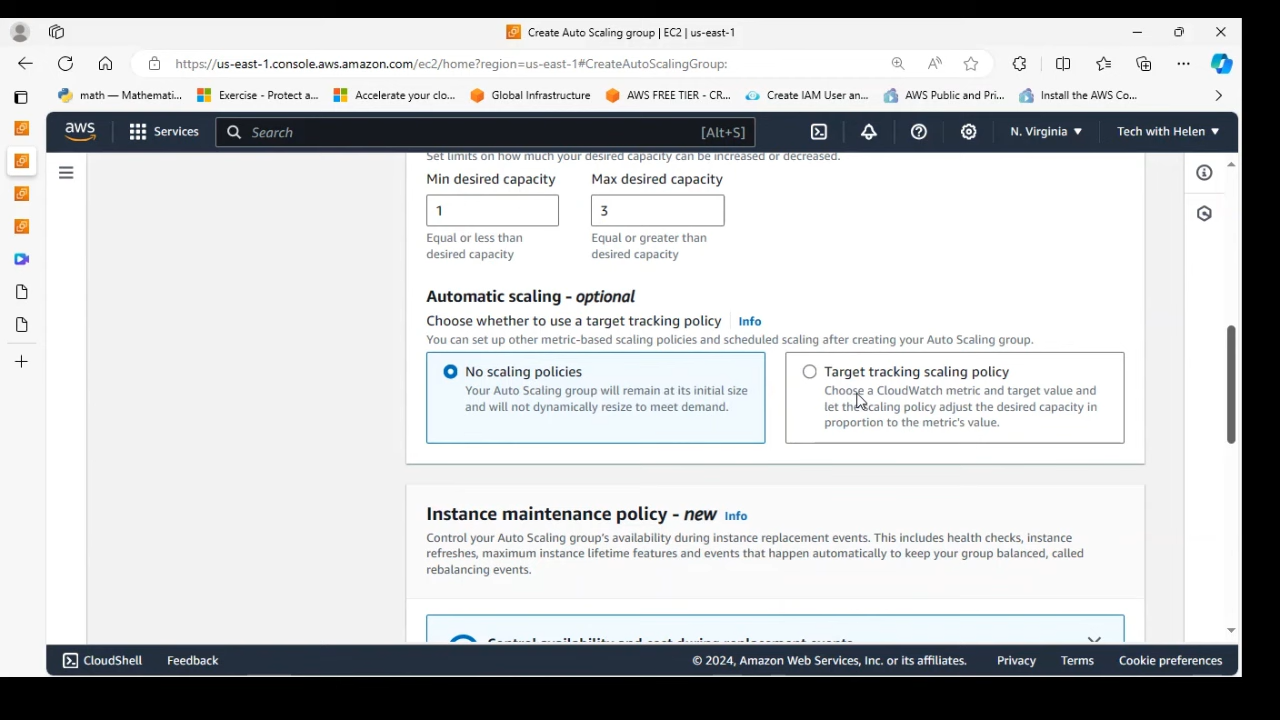 Create Auto Scaling group | EC2 | us-east-1
https://us-east-1.console.aws.amazon.com/ec2/home?region=us-east-1#CreateAutoScalingGroup:
math — Mathemati...
Exercise - Protect a...
Accelerate your clo...
Global Infrastructure
AWS FREE TIER - CR...
Create IAM User an...
AWS Public and Pri...
Install the AWS Co...
aws
Services
Search
[Alt+S]
N. Virginia
Tech with Helen
Set limits on how much your desired capacity can be increased or decreased.
Min desired capacity
Max desired capacity
1
3
Equal or less than
desired capacity
Equal or greater than
desired capacity
Automatic scaling - optional
Choose whether to use a target tracking policy
Info
You can set up other metric-based scaling policies and scheduled scaling after creating your Auto Scaling group.
No scaling policies
Your Auto Scaling group will remain at its initial size
and will not dynamically resize to meet demand.
Target tracking scaling policy
Choose a CloudWatch metric and target value and
let the scaling policy adjust the desired capacity in
proportion to the metric's value.
Instance maintenance policy - new Info
Control your Auto Scaling group's availability during instance replacement events. This includes health checks, instance
refreshes, maximum instance lifetime features and events that happen automatically to keep your group balanced, called
rebalancing events.
Control availability and cost during replacement events
CloudShell
Feedback
© 2024, Amazon Web Services, Inc. or its affiliates.
Privacy
Terms
Cookie preferences